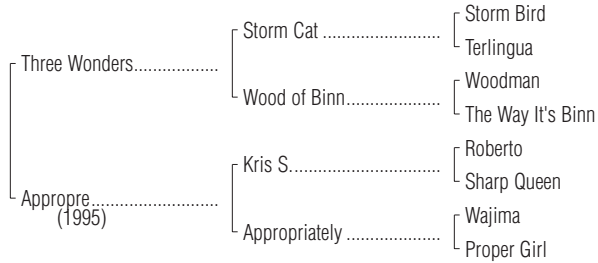 Storm Bird
Storm Cat ........................
Terlingua
Three Wonders.................
Woodman
Wood of Binn...................
The Way It's Binn
Roberto
Kris S..............................
Sharp Queen
Appropre.........................
(1995)
Wajima
Appropriately ...................
Proper Girl